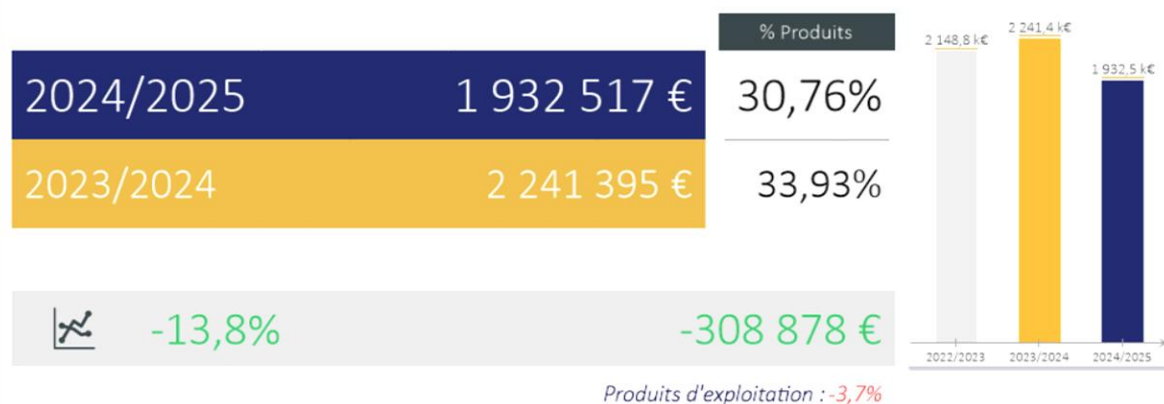 % Produits
2024/2025 1 932 517 € 30,76%
2023/2024 2 241 395 € 33,93%
-13,8% -308 878 €
Produits d'exploitation : -3,7%
2 148,8 k€ 2 241,4 k€ 1 932,5 k€
2022/2023 2023/2024 2024/2025